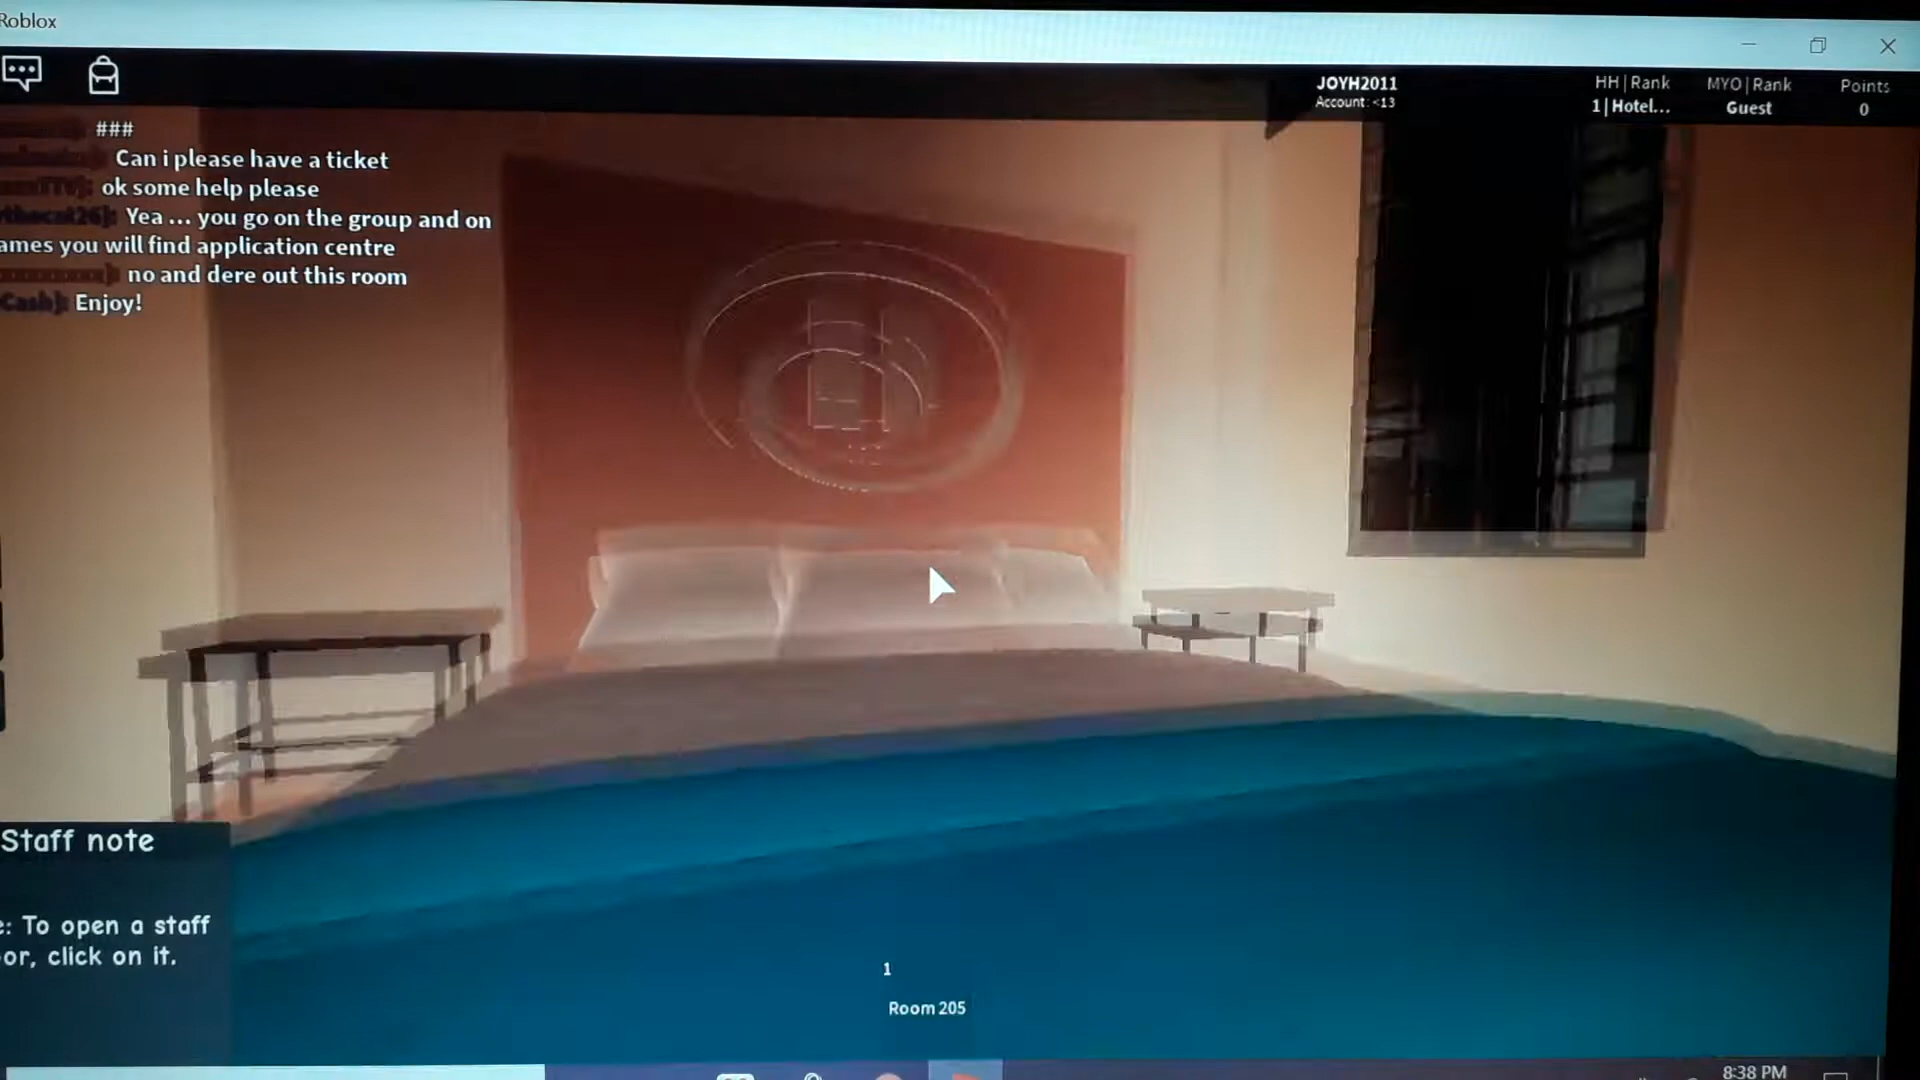 Roblox
JOYH2011
Account: <13
HH | Rank
1 | Hotel...
MYO | Rank
Guest
Points
0
###
Can i please have a ticket
ok some help please
Yea ... you go on the group and on
ames you will find application centre
no and dere out this room
Cash]: Enjoy!
Staff note
e: To open a staff
or, click on it.
1
Room 205
8:38 PM